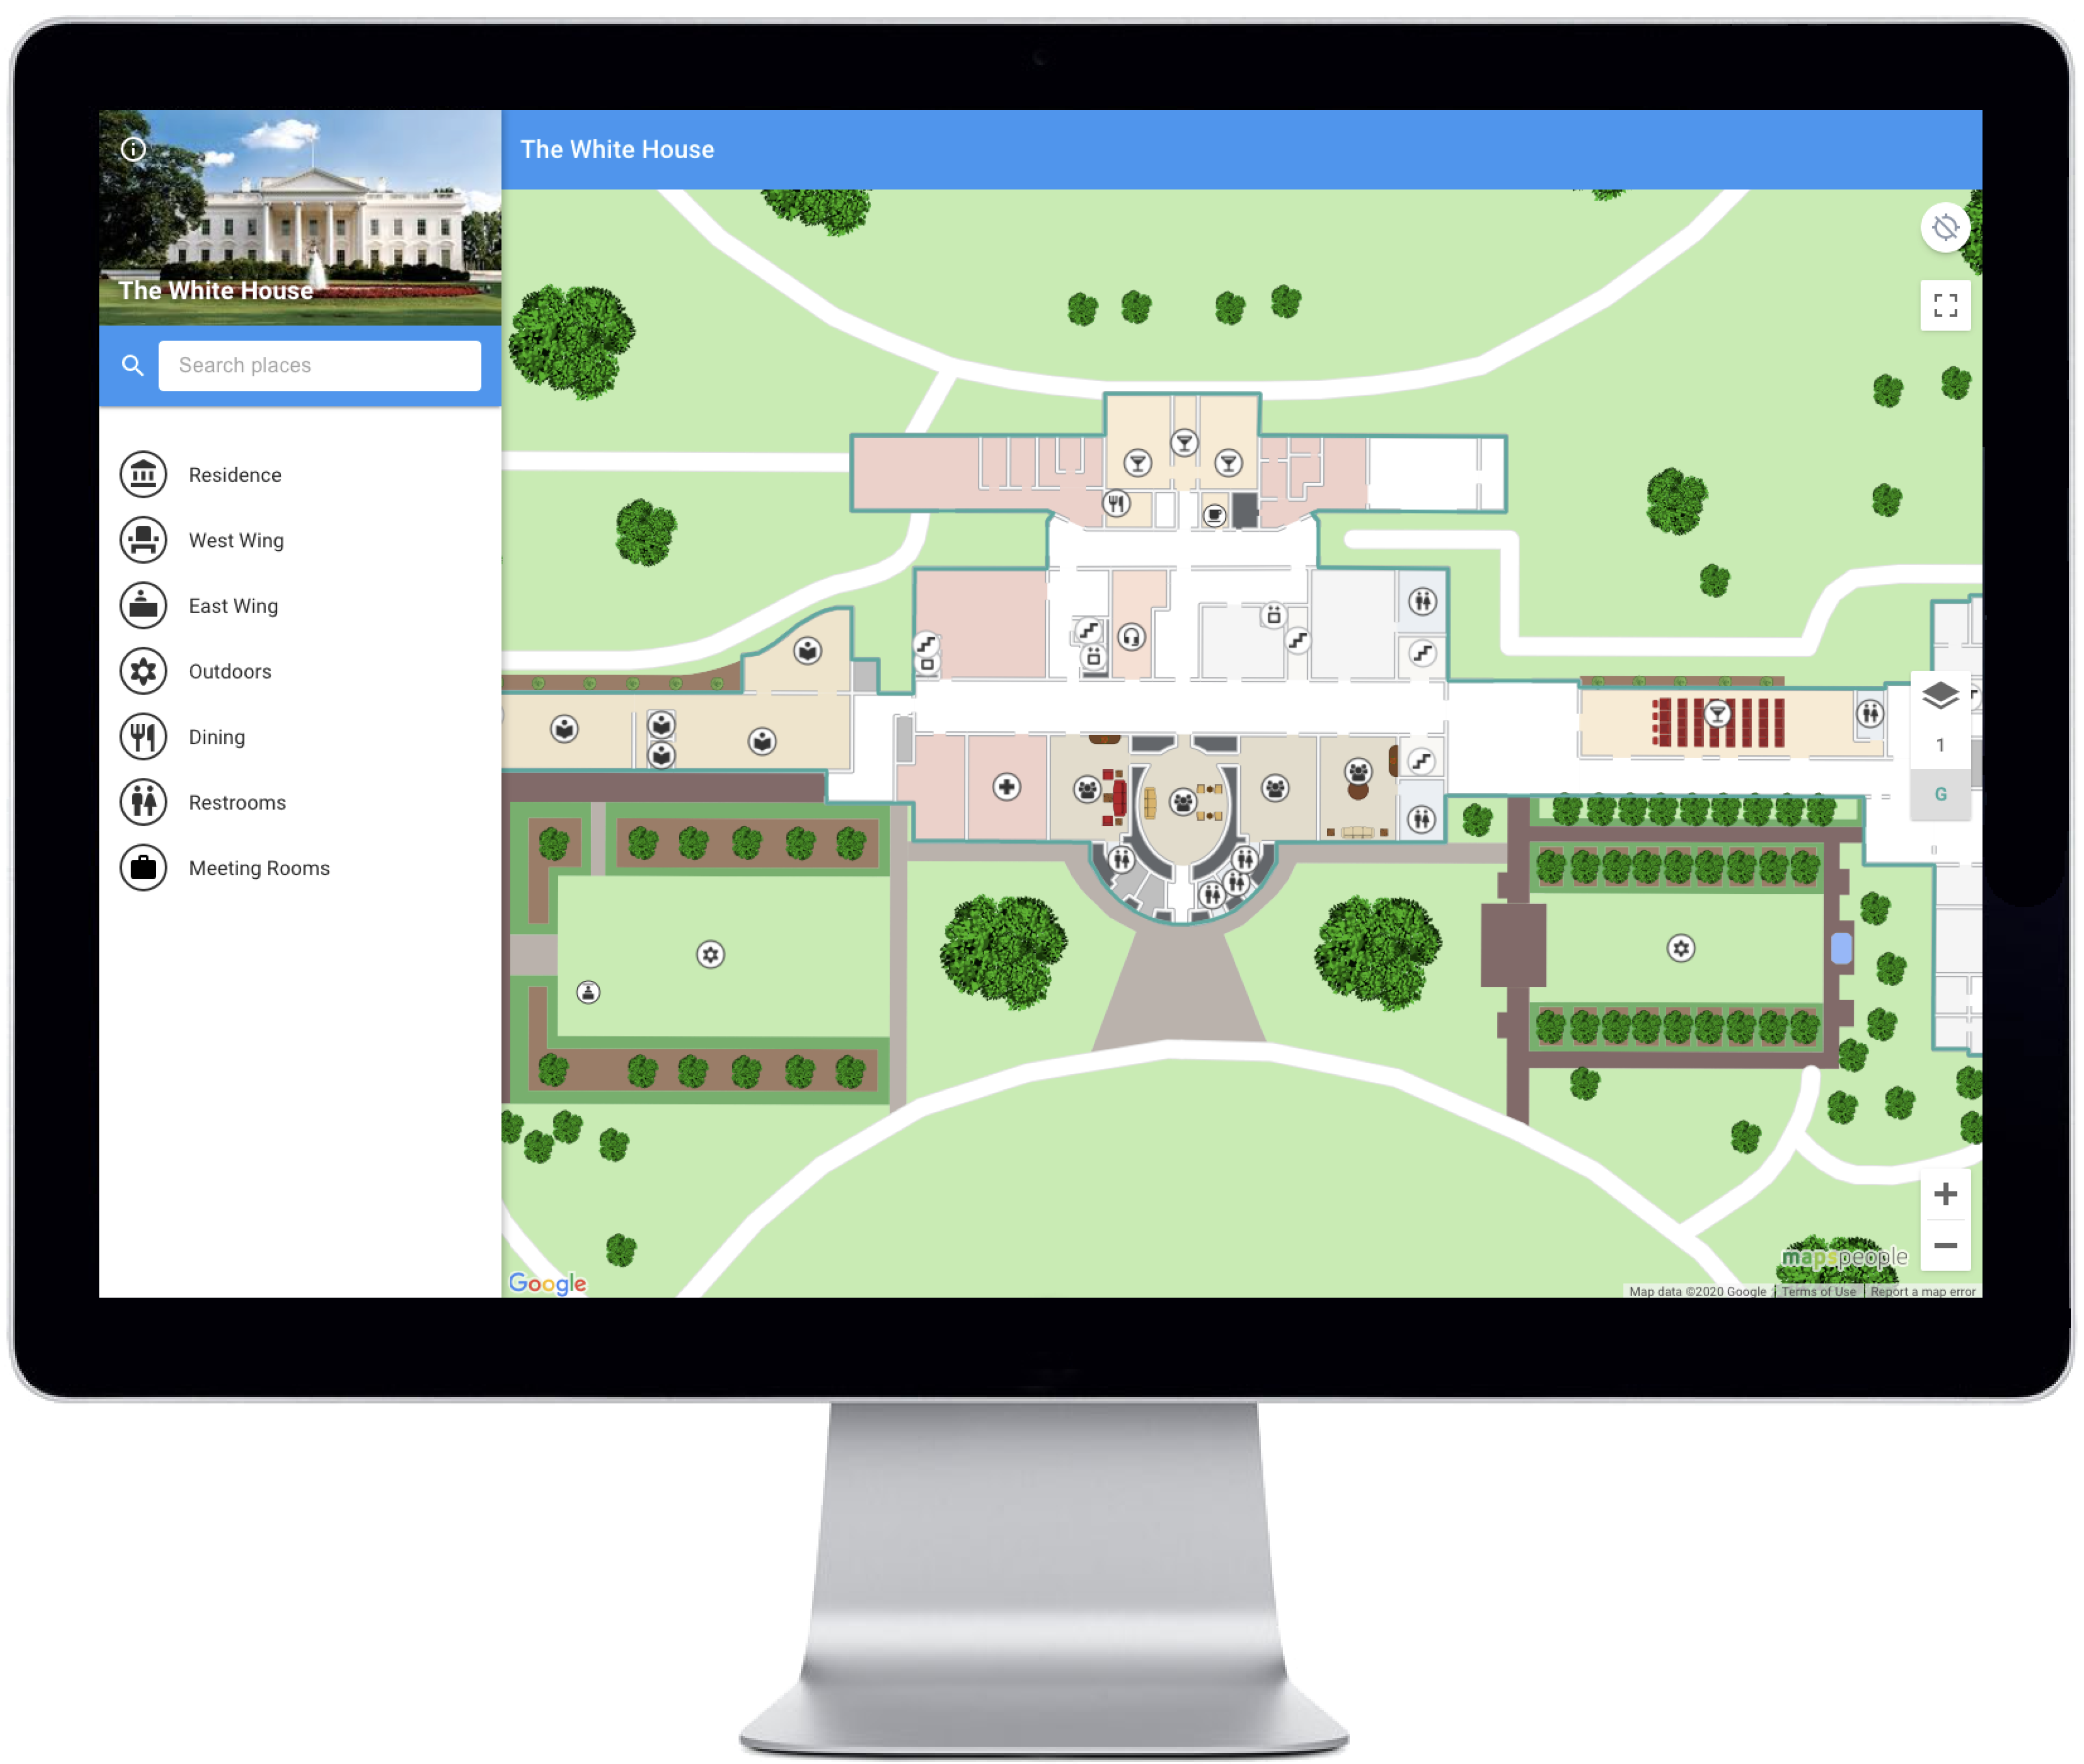 The White House
The White House
Search places
Residence
West Wing
East Wing
Outdoors
Dining
Restrooms
Meeting Rooms
1
G
mapspeople
Google
Map data ©2020 Google
Terms of Use
Report a map error